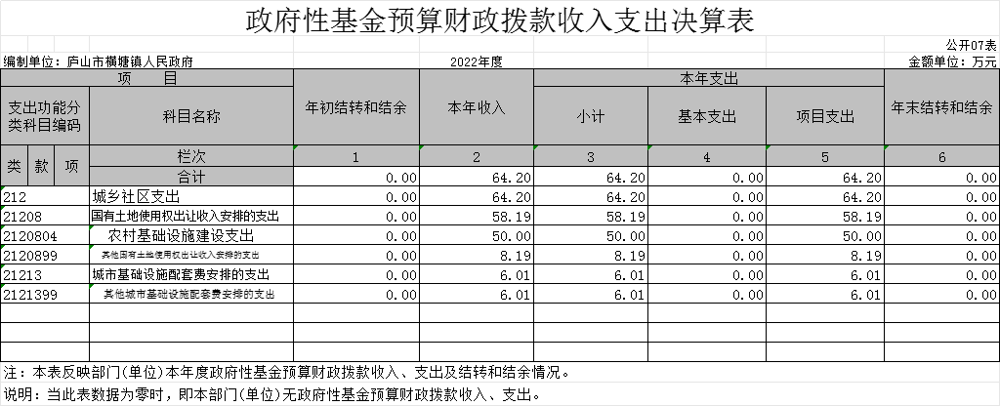 政府性基金预算财政拨款收入支出决算表
公开07表
编制单位：庐山市横塘镇人民政府 2022年度 金额单位：万元
项 目 年初结转和结余 本年收入 本年支出 年末结转和结余
支出功能分类科目编码 科目名称 小计 基本支出 项目支出
类 款 项 栏次 1 2 3 4 5 6
合计 0.00 64.20 64.20 0.00 64.20 0.00
212 城乡社区支出 0.00 64.20 64.20 0.00 64.20 0.00
21208 国有土地使用权出让收入安排的支出 0.00 58.19 58.19 0.00 58.19 0.00
2120804 农村基础设施建设支出 0.00 50.00 50.00 0.00 50.00 0.00
2120899 其他国有土地使用权出让收入安排的支出 0.00 8.19 8.19 0.00 8.19 0.00
21213 城市基础设施配套费安排的支出 0.00 6.01 6.01 0.00 6.01 0.00
2121399 其他城市基础设施配套费安排的支出 0.00 6.01 6.01 0.00 6.01 0.00
注：本表反映部门(单位)本年度政府性基金预算财政拨款收入、支出及结转和结余情况。
说明：当此表数据为零时，即本部门(单位)无政府性基金预算财政拨款收入、支出。